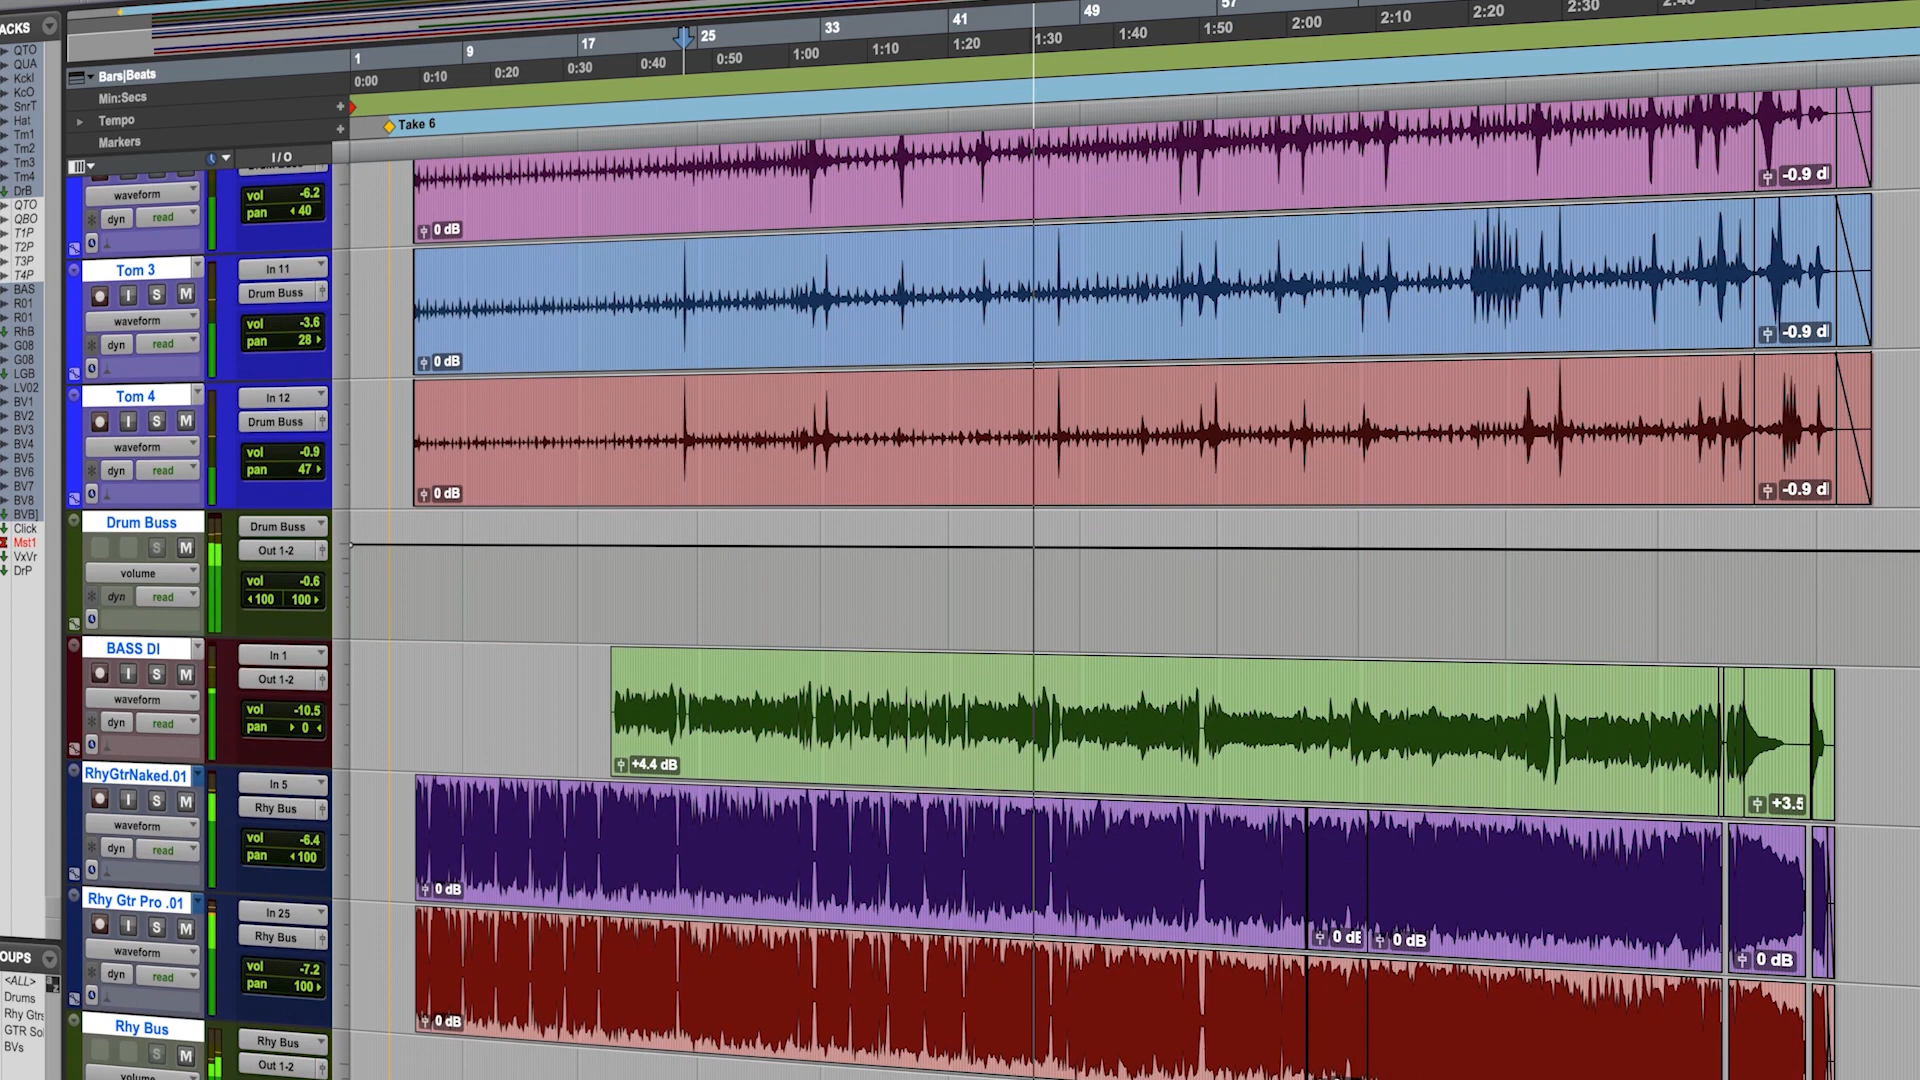 ACKS
QTO
QUA
Kckl
KcO
SnrT
Hat
Tm1
Tm2
Tm3
Tm4
DrB
QTO
QBO
T1P
T2P
T3P
T4P
BAS
R01
R01
RhB
G08
G08
LGB
LV02
BV1
BV2
BV3
BV4
BV5
BV6
BV7
BV8
BVB]
Click
Mst1
VxVr
DrP
OUPS
<ALL>
Drums
Rhy Gtrs
GTR So
BVs
Bars|Beats
1 9 17 25 33 41 49 57
Min:Secs
0:00 0:10 0:20 0:30 0:40 0:50 1:00 1:10 1:20 1:30 1:40 1:50 2:00 2:10 2:20 2:30 2:40
Tempo
Markers
Take 6
I/O
waveform
dyn read
vol -6.2
pan 40
0 dB
-0.9 d
Tom 3
I S M
waveform
dyn read
In 11
Drum Buss
vol -3.6
pan 28
0 dB
-0.9 d
Tom 4
I S M
waveform
dyn read
In 12
Drum Buss
vol -0.9
pan 47
0 dB
-0.9 d
Drum Buss
S M
volume
dyn read
Drum Buss
Out 1-2
vol -0.6
100 100
BASS DI
I S M
waveform
dyn read
In 1
Out 1-2
vol -10.5
pan 0
+4.4 dB
+3.5
RhyGtrNaked.01
I S M
waveform
dyn read
In 5
Rhy Bus
vol -6.4
pan 100
0 dB
0 dB
0 dB
0 dB
Rhy Gtr Pro .01
I S M
waveform
dyn read
In 25
Rhy Bus
vol -7.2
pan 100
0 dB
Rhy Bus
S M
volume
Rhy Bus
Out 1-2